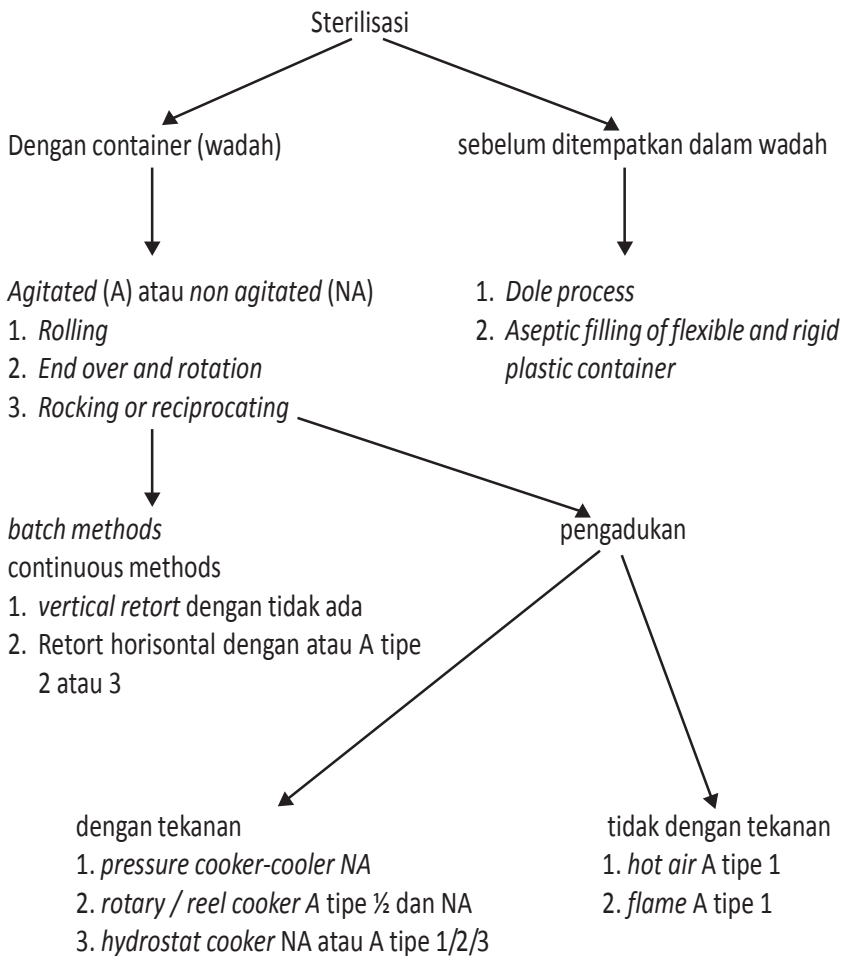 Sterilisasi
Dengan container (wadah)
sebelum ditempatkan dalam wadah
Agitated (A) atau non agitated (NA)
1. Rolling
2. End over and rotation
3. Rocking or reciprocating
1. Dole process
2. Aseptic filling of flexible and rigid
plastic container
batch methods
continuous methods
1. vertical retort dengan tidak ada
2. Retort horisontal dengan atau A tipe
2 atau 3
pengadukan
dengan tekanan
1. pressure cooker-cooler NA
2. rotary / reel cooker A tipe ½ dan NA
3. hydrostat cooker NA atau A tipe 1/2/3
tidak dengan tekanan
1. hot air A tipe 1
2. flame A tipe 1